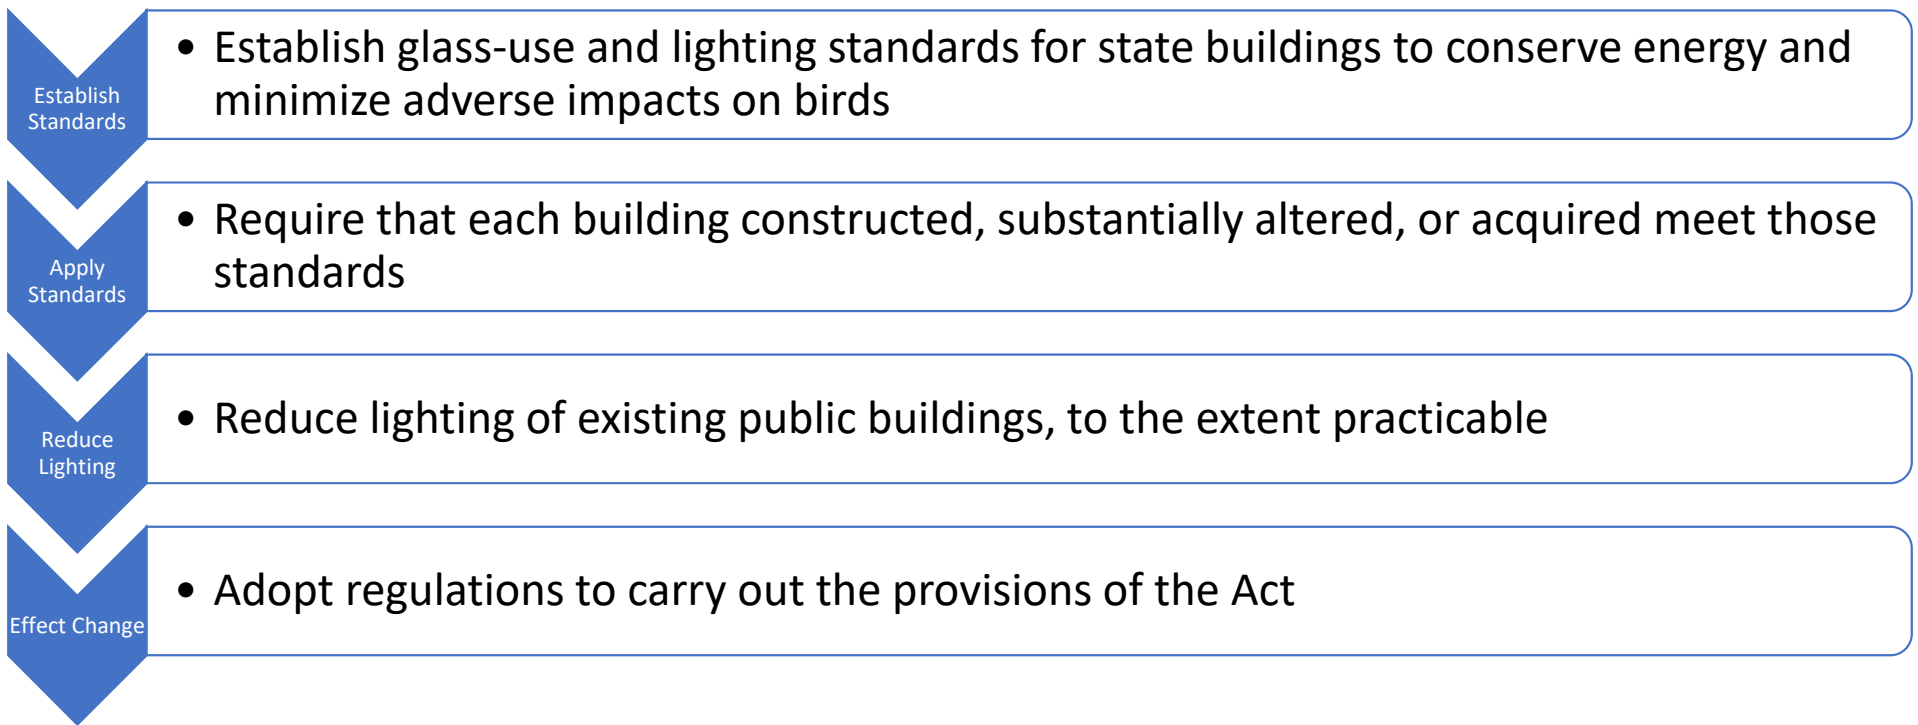 Establish
Standards
• Establish glass-use and lighting standards for state buildings to conserve energy and
minimize adverse impacts on birds
Apply
Standards
• Require that each building constructed, substantially altered, or acquired meet those
standards
Reduce
Lighting
• Reduce lighting of existing public buildings, to the extent practicable
Effect Change
• Adopt regulations to carry out the provisions of the Act